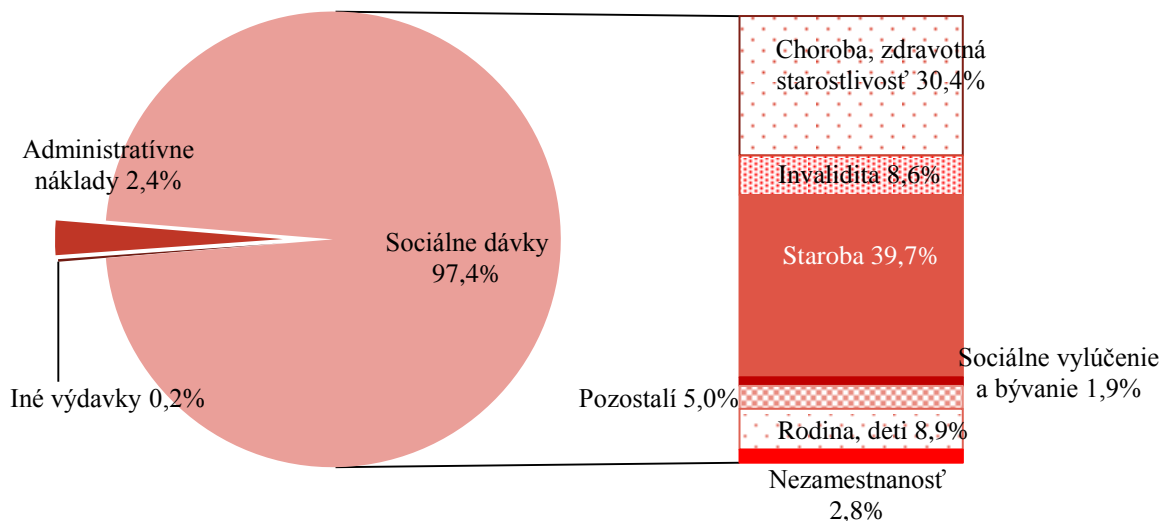 Administratívne
náklady 2,4%
Iné výdavky 0,2%
Sociálne dávky
97,4%
Choroba, zdravotná
starostlivosť 30,4%
Invalidita 8,6%
Staroba 39,7%
Sociálne vylúčenie
a bývanie 1,9%
Pozostalí 5,0%
Rodina, deti 8,9%
Nezamestnanosť
2,8%